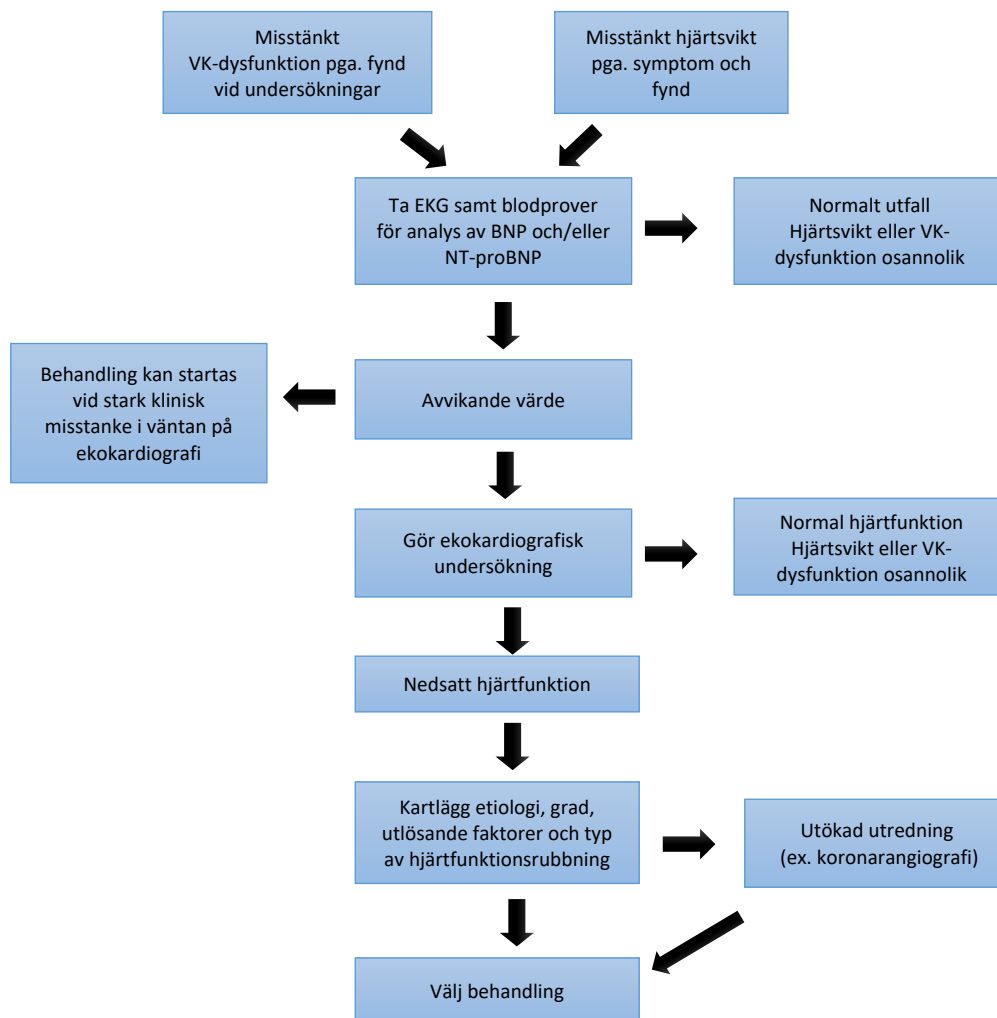 Misstänkt
VK-dysfunktion pga. fynd
vid undersökningar
Misstänkt hjärtsvikt
pga. symptom och
fynd
Ta EKG samt blodprover
för analys av BNP och/eller
NT-proBNP
Normalt utfall
Hjärtsvikt eller VK-
dysfunktion osannolik
Behandling kan startas
vid stark klinisk
misstanke i väntan på
ekokardiografi
Avvikande värde
Gör ekokardiografisk
undersökning
Normal hjärtfunktion
Hjärtsvikt eller VK-
dysfunktion osannolik
Nedsatt hjärtfunktion
Kartlägg etiologi, grad,
utlösande faktorer och typ
av hjärtfunktionsrubbning
Utökad utredning
(ex. koronarangiografi)
Välj behandling